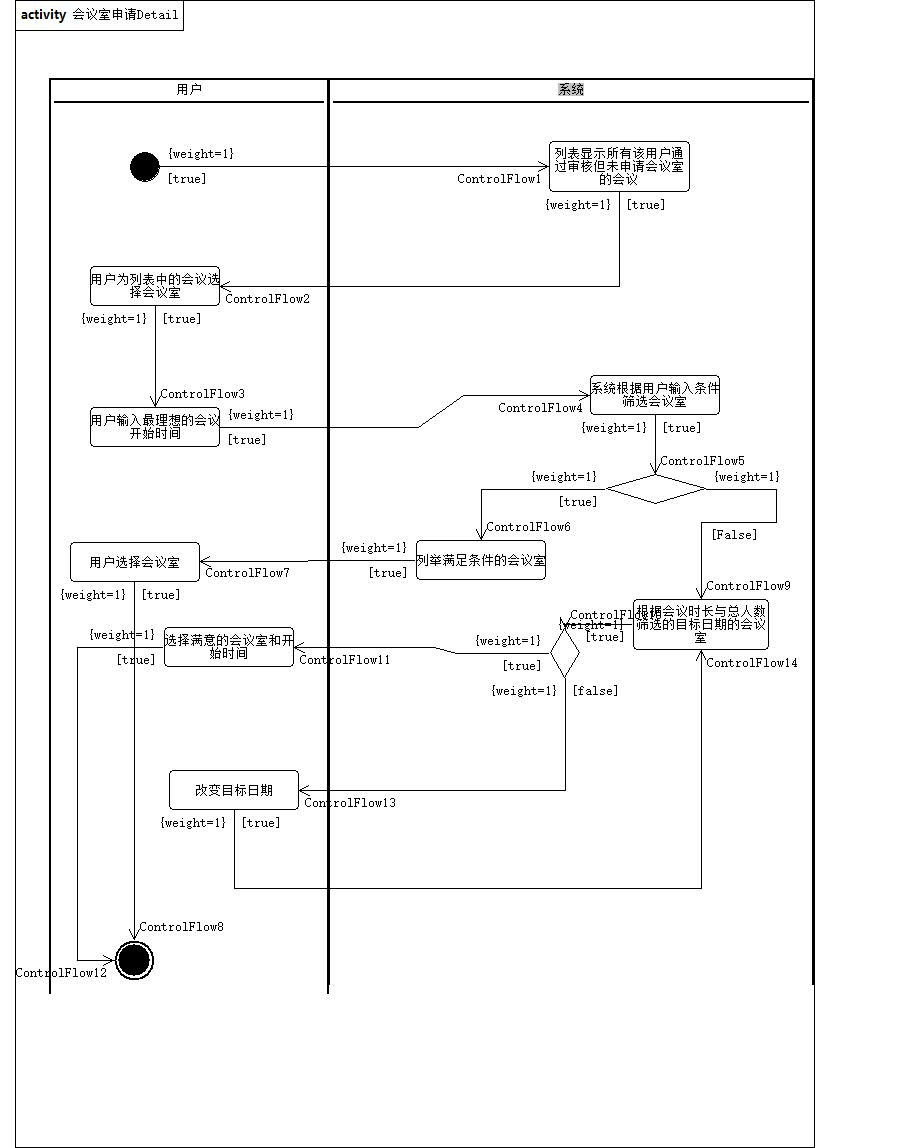 activity 会议室申请Detail
用户
系统
{weight=1}
[true]
ControlFlow1
列表显示所有该用户通
过审核但未申请会议室
的会议
{weight=1}
[true]
用户为列表中的会议选
择会议室
ControlFlow2
{weight=1}
[true]
ControlFlow3
用户输入最理想的会议
开始时间
{weight=1}
[true]
ControlFlow4
系统根据用户输入条件
筛选会议室
{weight=1}
[true]
ControlFlow5
{weight=1}
[true]
{weight=1}
[False]
ControlFlow6
列举满足条件的会议室
{weight=1}
[true]
ControlFlow7
用户选择会议室
{weight=1}
[true]
ControlFlow9
根据会议时长与总人数
筛选的目标日期的会议
室
{weight=1}
[true]
ControlFlow14
{weight=1}
[true]
ControlFlow11
选择满意的会议室和开
始时间
{weight=1}
[true]
{weight=1}
[false]
改变目标日期
ControlFlow13
{weight=1}
[true]
ControlFlow8
ControlFlow12